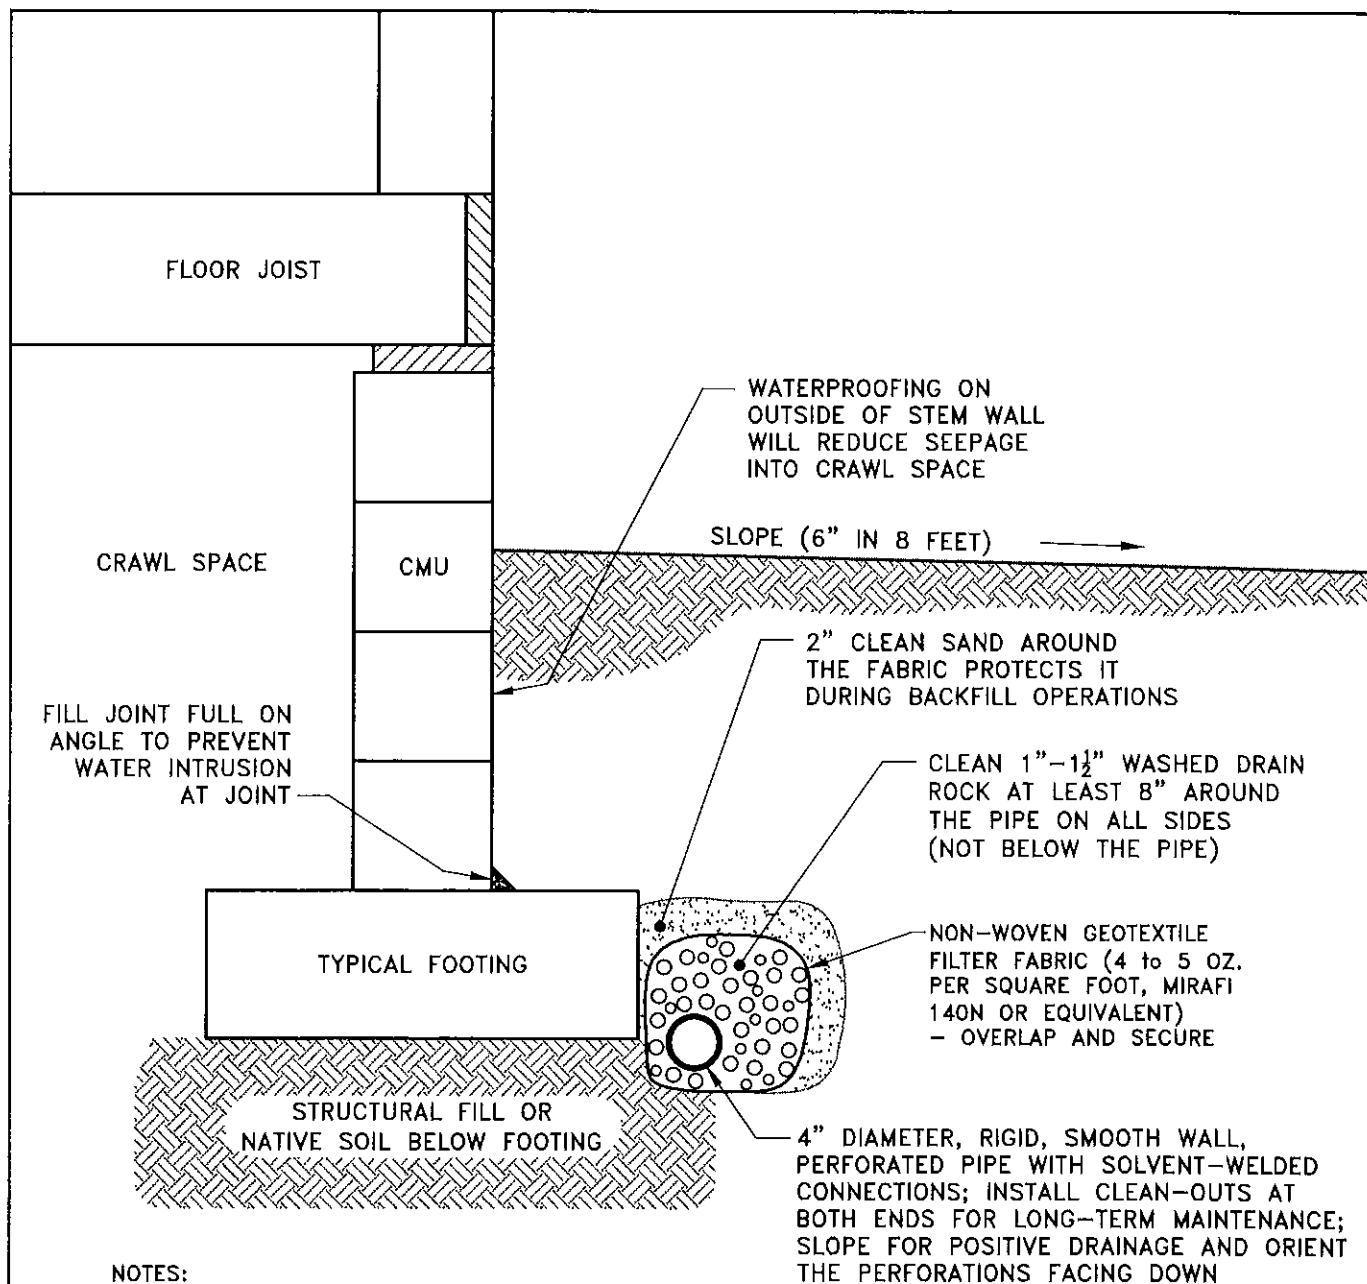 FLOOR JOIST
WATERPROOFING ON
OUTSIDE OF STEM WALL
WILL REDUCE SEEPAGE
INTO CRAWL SPACE
SLOPE (6" IN 8 FEET)
CRAWL SPACE
CMU
2" CLEAN SAND AROUND
THE FABRIC PROTECTS IT
DURING BACKFILL OPERATIONS
FILL JOINT FULL ON
ANGLE TO PREVENT
WATER INTRUSION
AT JOINT
CLEAN 1"-1½" WASHED DRAIN
ROCK AT LEAST 8" AROUND
THE PIPE ON ALL SIDES
(NOT BELOW THE PIPE)
TYPICAL FOOTING
NON-WOVEN GEOTEXTILE
FILTER FABRIC (4 to 5 OZ.
PER SQUARE FOOT, MIRAFI
140N OR EQUIVALENT)
- OVERLAP AND SECURE
STRUCTURAL FILL OR
NATIVE SOIL BELOW FOOTING
4" DIAMETER, RIGID, SMOOTH WALL,
PERFORATED PIPE WITH SOLVENT-WELDED
CONNECTIONS; INSTALL CLEAN-OUTS AT
BOTH ENDS FOR LONG-TERM MAINTENANCE;
SLOPE FOR POSITIVE DRAINAGE AND ORIENT
THE PERFORATIONS FACING DOWN
NOTES: